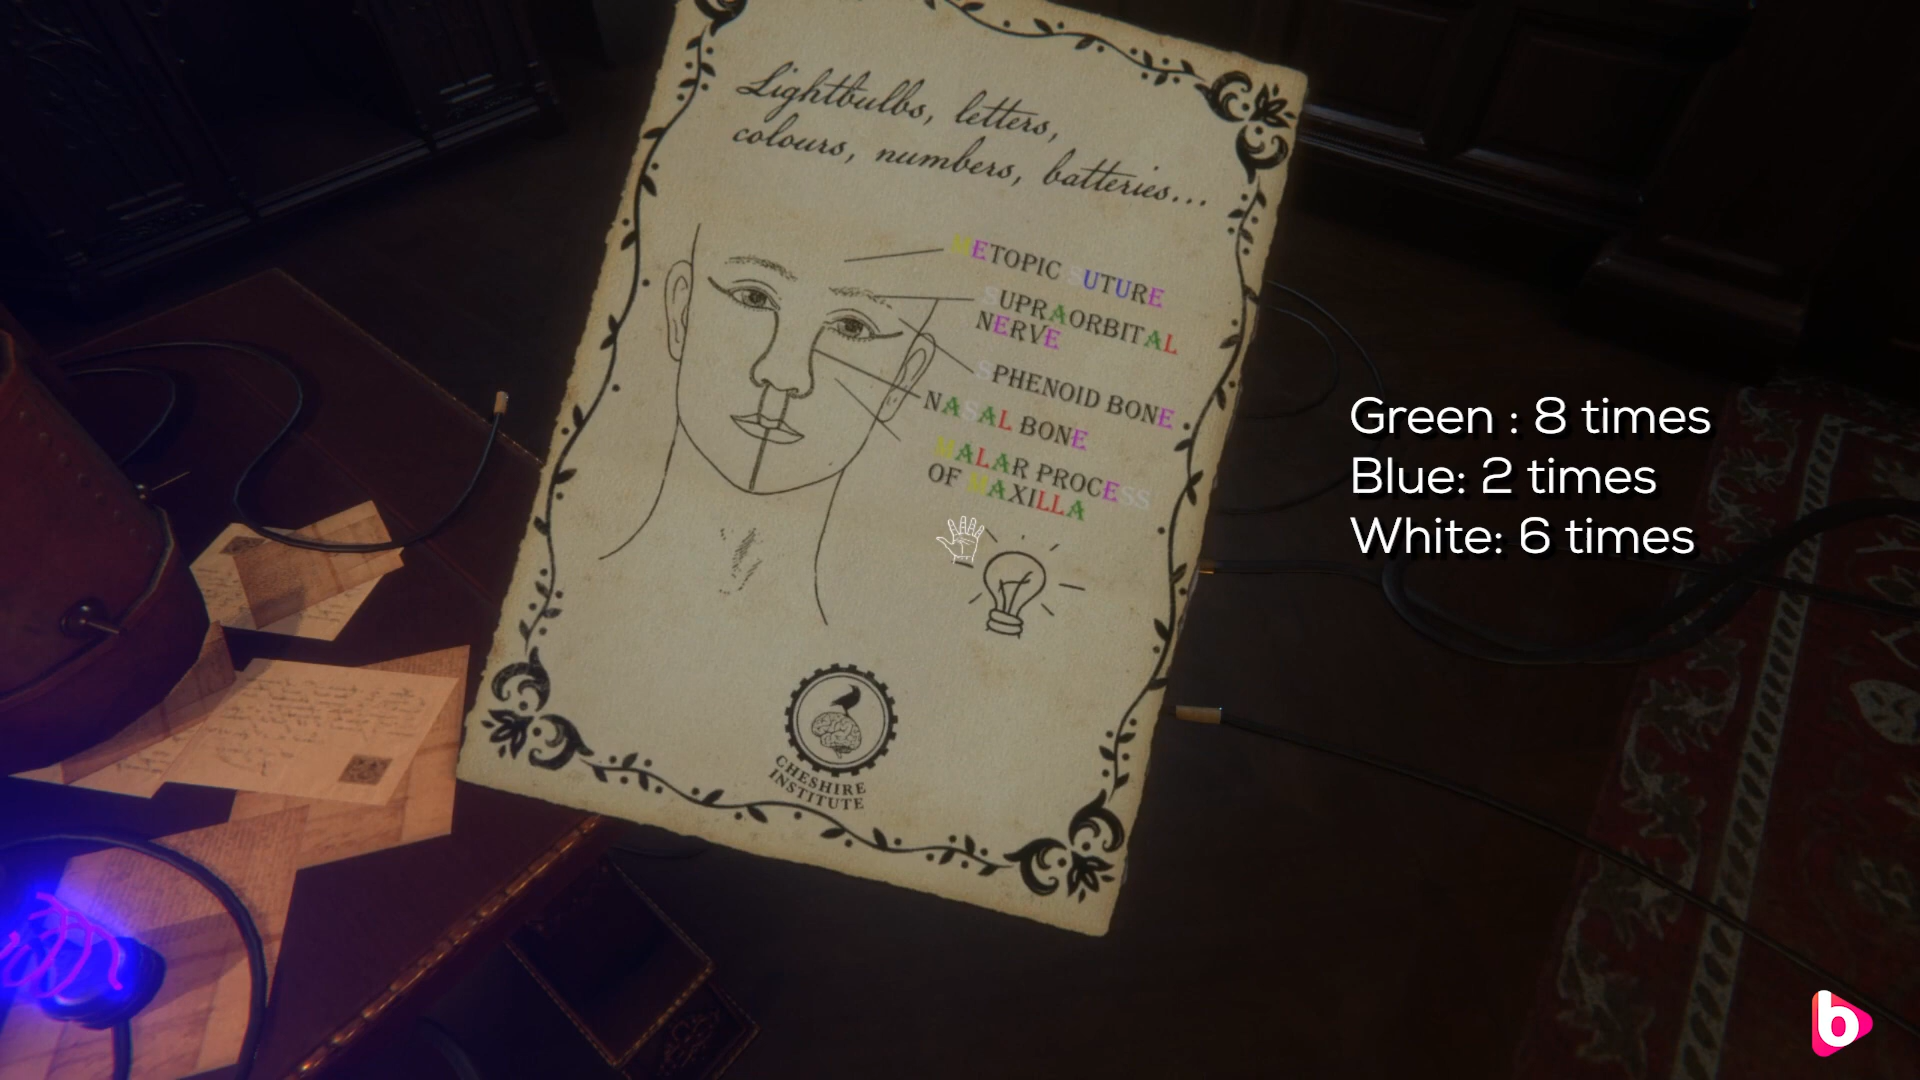 Lightbulbs, letters,
colours, numbers, batteries...
METOPIC SUTURE
SUPRAORBITAL
NERVE
SPHENOID BONE
NASAL BONE
MALAR PROCESS
OF MAXILLA
CHESHIRE
INSTITUTE
Green : 8 times
Blue: 2 times
White: 6 times
b